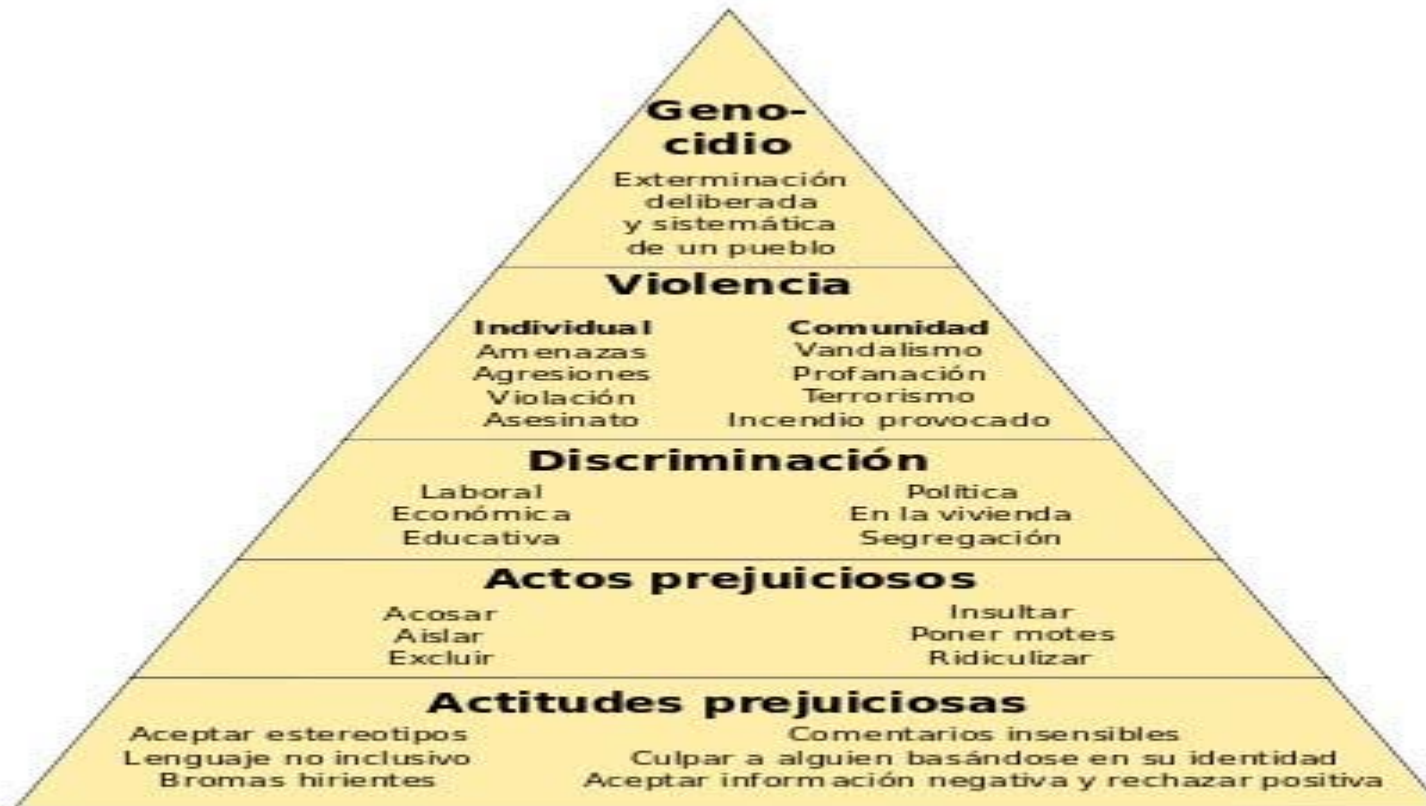 Geno-
cidio
Exterminación
deliberada
y sistemática
de un pueblo
Violencia
Individual
Amenazas
Agresiones
Violación
Asesinato
Comunidad
Vandalismo
Profanación
Terrorismo
Incendio provocado
Discriminación
Laboral
Económica
Educativa
Política
En la vivienda
Segregación
Actos prejuiciosos
Acosar
Aislar
Excluir
Insultar
Poner motes
Ridiculizar
Actitudes prejuiciosas
Aceptar estereotipos
Lenguaje no inclusivo
Bromas hirientes
Comentarios insensibles
Culpar a alguien basándose en su identidad
Aceptar información negativa y rechazar positiva